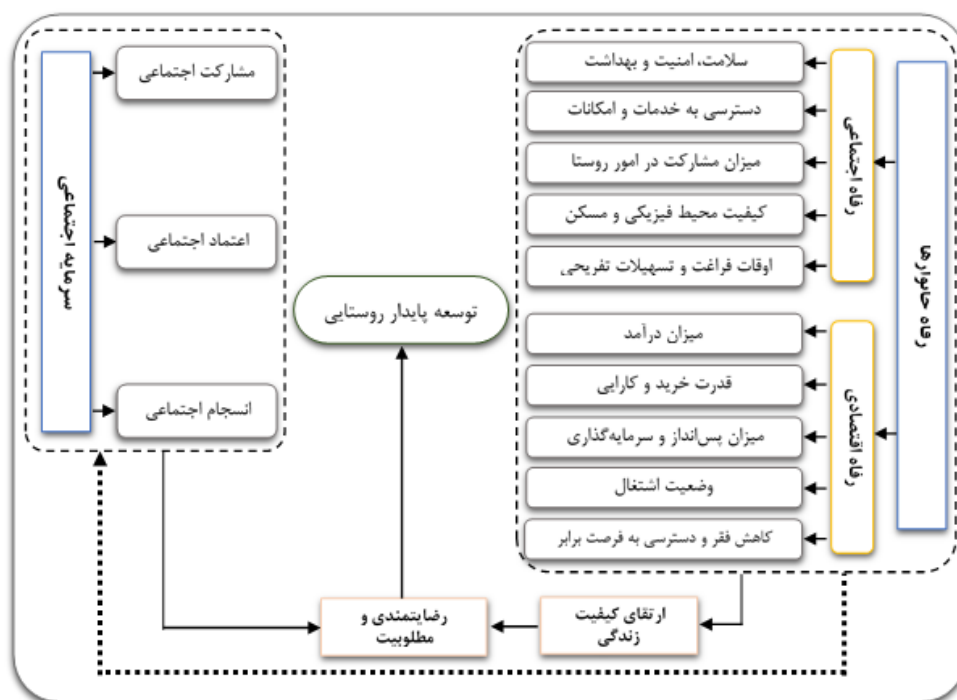 رفاه خانوارها
رفاه اجتماعی
سلامت، امنیت و بهداشت
دسترسی به خدمات و امکانات
میزان مشارکت در امور روستا
کیفیت محیط فیزیکی و مسکن
اوقات فراغت و تسهیلات تفریحی
رفاه اقتصادی
میزان درآمد
قدرت خرید و کارایی
میزان پس‌انداز و سرمایه‌گذاری
وضعیت اشتغال
کاهش فقر و دسترسی به فرصت برابر
ارتقای کیفیت
زندگی
رضایتمندی و
مطلوبیت
توسعه پایدار روستایی
سرمایه اجتماعی
مشارکت اجتماعی
اعتماد اجتماعی
انسجام اجتماعی